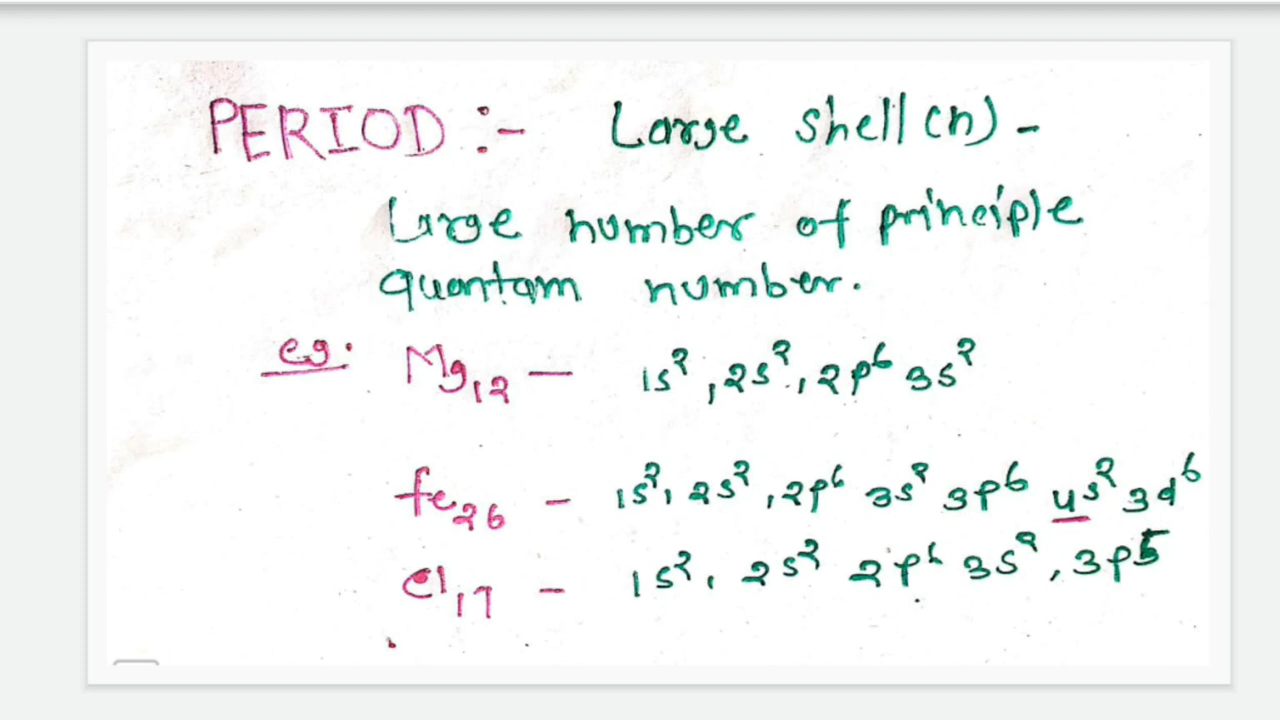 PERIOD :- Large shell (n) -
Large number of principle
quantam number.
eg. Mg₁₂ - 1s², 2s², 2p⁶ 3s²
fe₂₆ - 1s², 2s², 2p⁶ 3s² 3p⁶ 4s² 3d⁶
Cl₁₇ - 1s², 2s² 2p⁶ 3s², 3p⁵